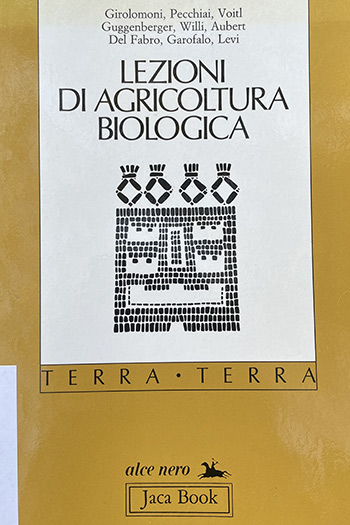 Girolomoni, Pecchiai, Voitl
Guggenberger, Willi, Aubert
Del Fabro, Garofalo, Levi
LEZIONI
DI AGRICOLTURA
BIOLOGICA
TERRA • TERRA
alce nero
Jaca Book